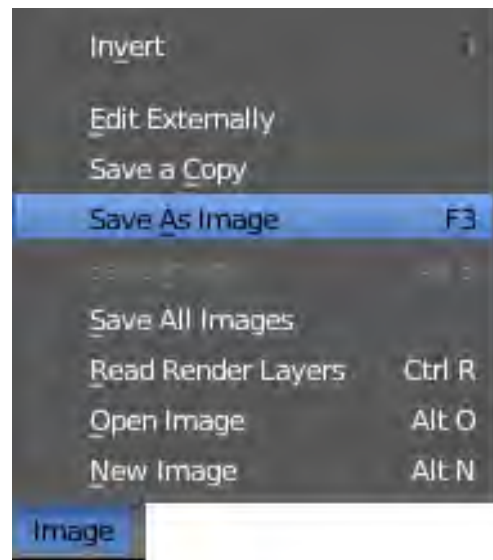 Invert
Edit Externally
Save a Copy
Save As Image F3
Save All Images
Read Render Layers Ctrl R
Open Image Alt O
New Image Alt N
Image